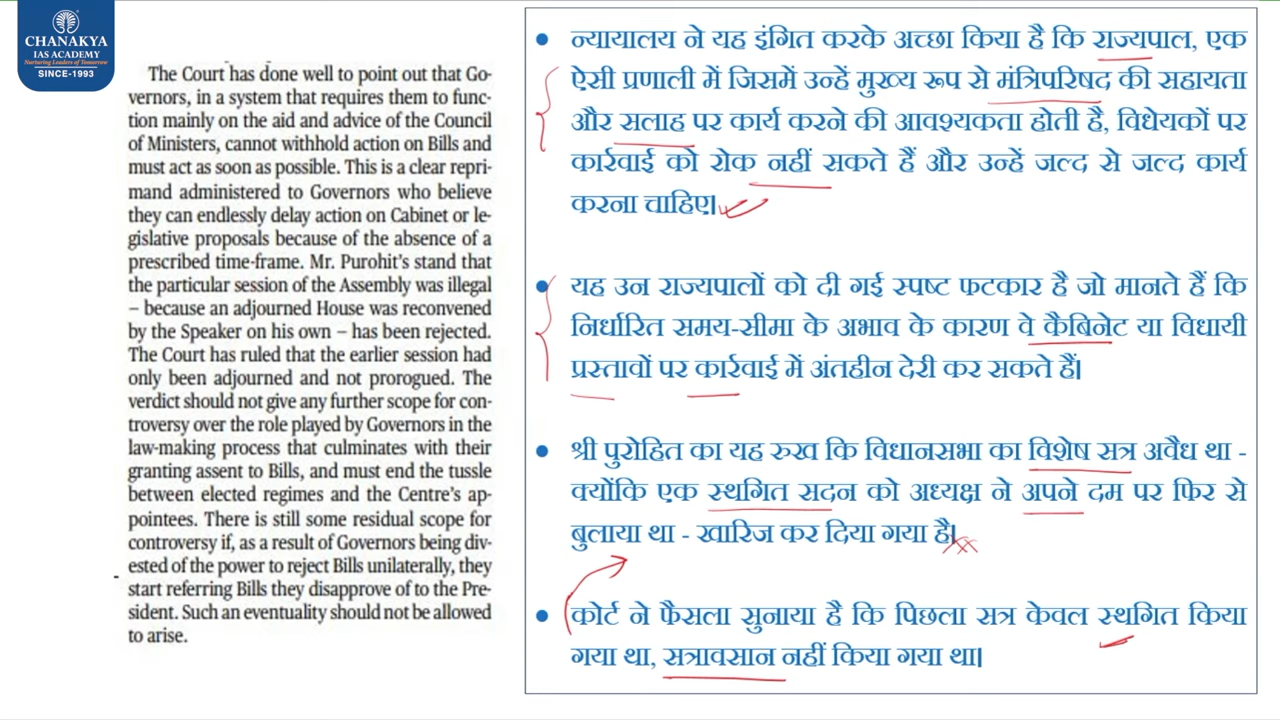 CHANAKYA
IAS ACADEMY
Nurturing Leaders of Tomorrow
SINCE-1993
The Court has done well to point out that Go-
vernors, in a system that requires them to func-
tion mainly on the aid and advice of the Council
of Ministers, cannot withhold action on Bills and
must act as soon as possible. This is a clear repri-
mand administered to Governors who believe
they can endlessly delay action on Cabinet or le-
gislative proposals because of the absence of a
prescribed time-frame. Mr. Purohit's stand that
the particular session of the Assembly was illegal
– because an adjourned House was reconvened
by the Speaker on his own – has been rejected.
The Court has ruled that the earlier session had
only been adjourned and not prorogued. The
verdict should not give any further scope for con-
troversy over the role played by Governors in the
law-making process that culminates with their
granting assent to Bills, and must end the tussle
between elected regimes and the Centre's ap-
pointees. There is still some residual scope for
controversy if, as a result of Governors being div-
ested of the power to reject Bills unilaterally, they
start referring Bills they disapprove of to the Pre-
sident. Such an eventuality should not be allowed
to arise.
• न्यायालय ने यह इंगित करके अच्छा किया है कि राज्यपाल, एक
ऐसी प्रणाली में जिसमें उन्हें मुख्य रूप से मंत्रिपरिषद की सहायता
और सलाह पर कार्य करने की आवश्यकता होती है, विधेयकों पर
कार्रवाई को रोक नहीं सकते हैं और उन्हें जल्द से जल्द कार्य
करना चाहिए।
• यह उन राज्यपालों को दी गई स्पष्ट फटकार है जो मानते हैं कि
निर्धारित समय-सीमा के अभाव के कारण वे कैबिनेट या विधायी
प्रस्तावों पर कार्रवाई में अंतहीन देरी कर सकते हैं।
• श्री पुरोहित का यह रुख कि विधानसभा का विशेष सत्र अवैध था -
क्योंकि एक स्थगित सदन को अध्यक्ष ने अपने दम पर फिर से
बुलाया था - खारिज कर दिया गया है।
• कोर्ट ने फैसला सुनाया है कि पिछला सत्र केवल स्थगित किया
गया था, सत्रावसान नहीं किया गया था।